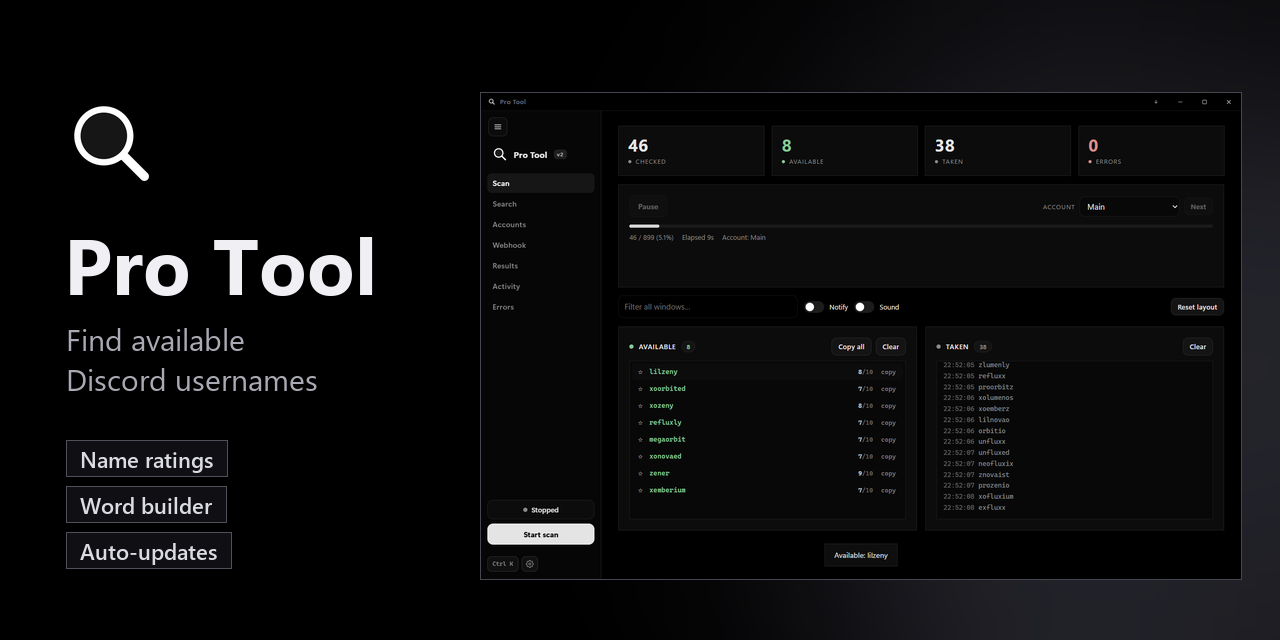 Pro Tool
Find available
Discord usernames
Name ratings
Word builder
Auto-updates
Pro Tool
Pro Tool v2
Scan
Search
Accounts
Webhook
Results
Activity
Errors
Stopped
Start scan
Ctrl K
46
CHECKED
8
AVAILABLE
38
TAKEN
0
ERRORS
Pause
ACCOUNT Main Next
46 / 899 (5.1%) Elapsed 9s Account: Main
Filter all windows... Notify Sound Reset layout
AVAILABLE 8 Copy all Clear
lilzeny 8/10 copy
xoorbited 7/10 copy
xozeny 8/10 copy
refluxly 7/10 copy
megaorbit 7/10 copy
xonovaed 7/10 copy
zener 9/10 copy
xemberium 7/10 copy
TAKEN 38 Clear
22:52:05 zlumenly
22:52:05 refluxx
22:52:05 proorbitz
22:52:06 xolumenos
22:52:06 xoemberz
22:52:06 lilnovao
22:52:06 orbitio
22:52:06 unfluxx
22:52:07 unfluxed
22:52:07 neofluxix
22:52:07 znovaist
22:52:07 prozenio
22:52:08 xofluxium
22:52:08 exfluxx
Available: lilzeny